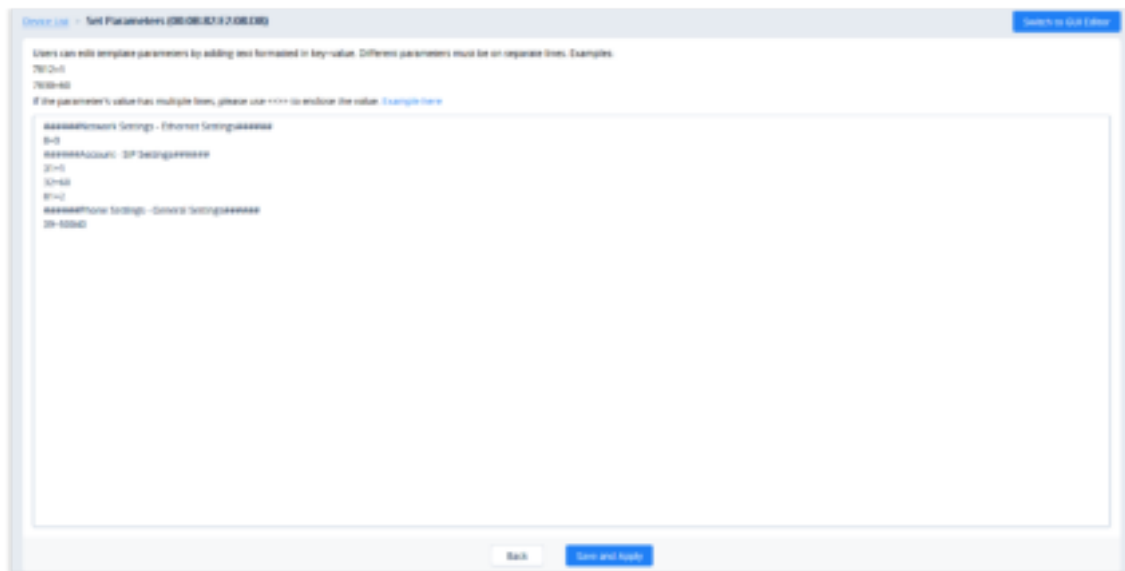 Device List > Set Parameters
Switch to GUI Editor
Users can edit template parameters by adding text formatted in key=value. Different parameters must be on separate lines. Examples:
If the parameter's value has multiple lines, please use to enclose the value. Example here
######Network Settings - Ethernet Settings######
######Account - SIP Settings######
######Phone Settings - General Settings######
Back
Save and Apply